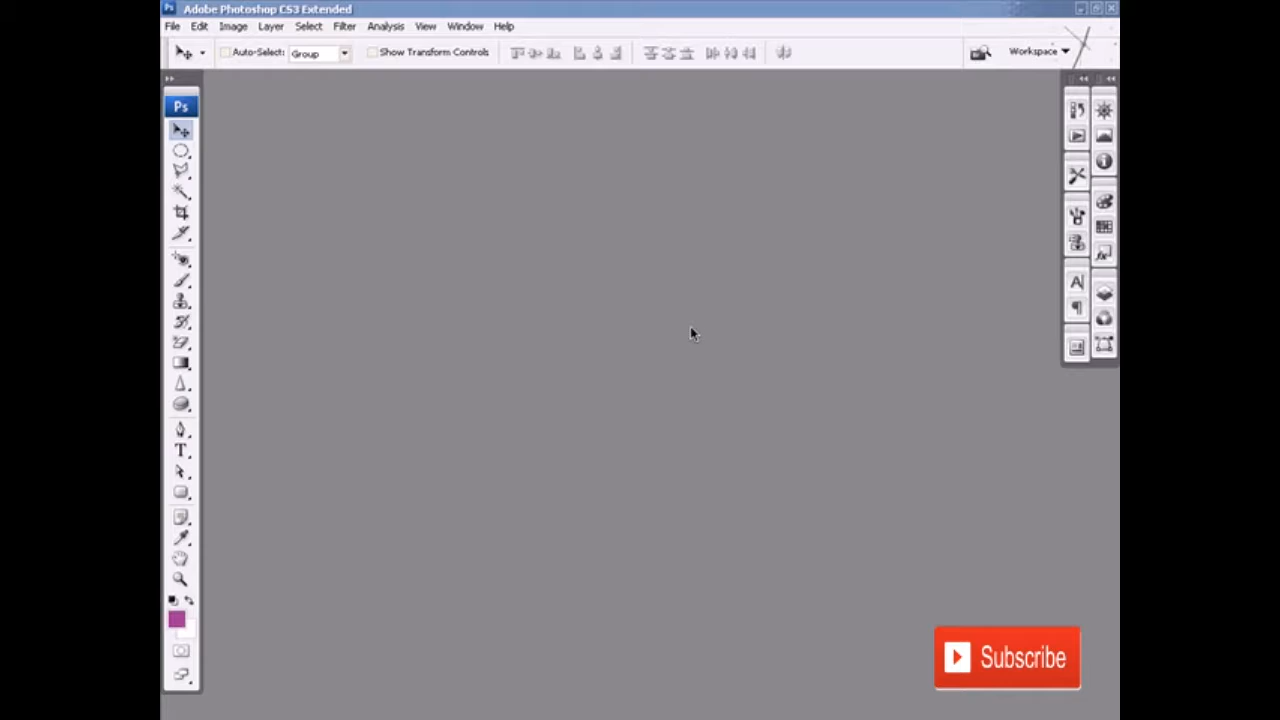 Adobe Photoshop CS3 Extended
File Edit Image Layer Select Filter Analysis View Window Help
Auto-Select: Group Show Transform Controls Workspace
Ps
T
A
Subscribe